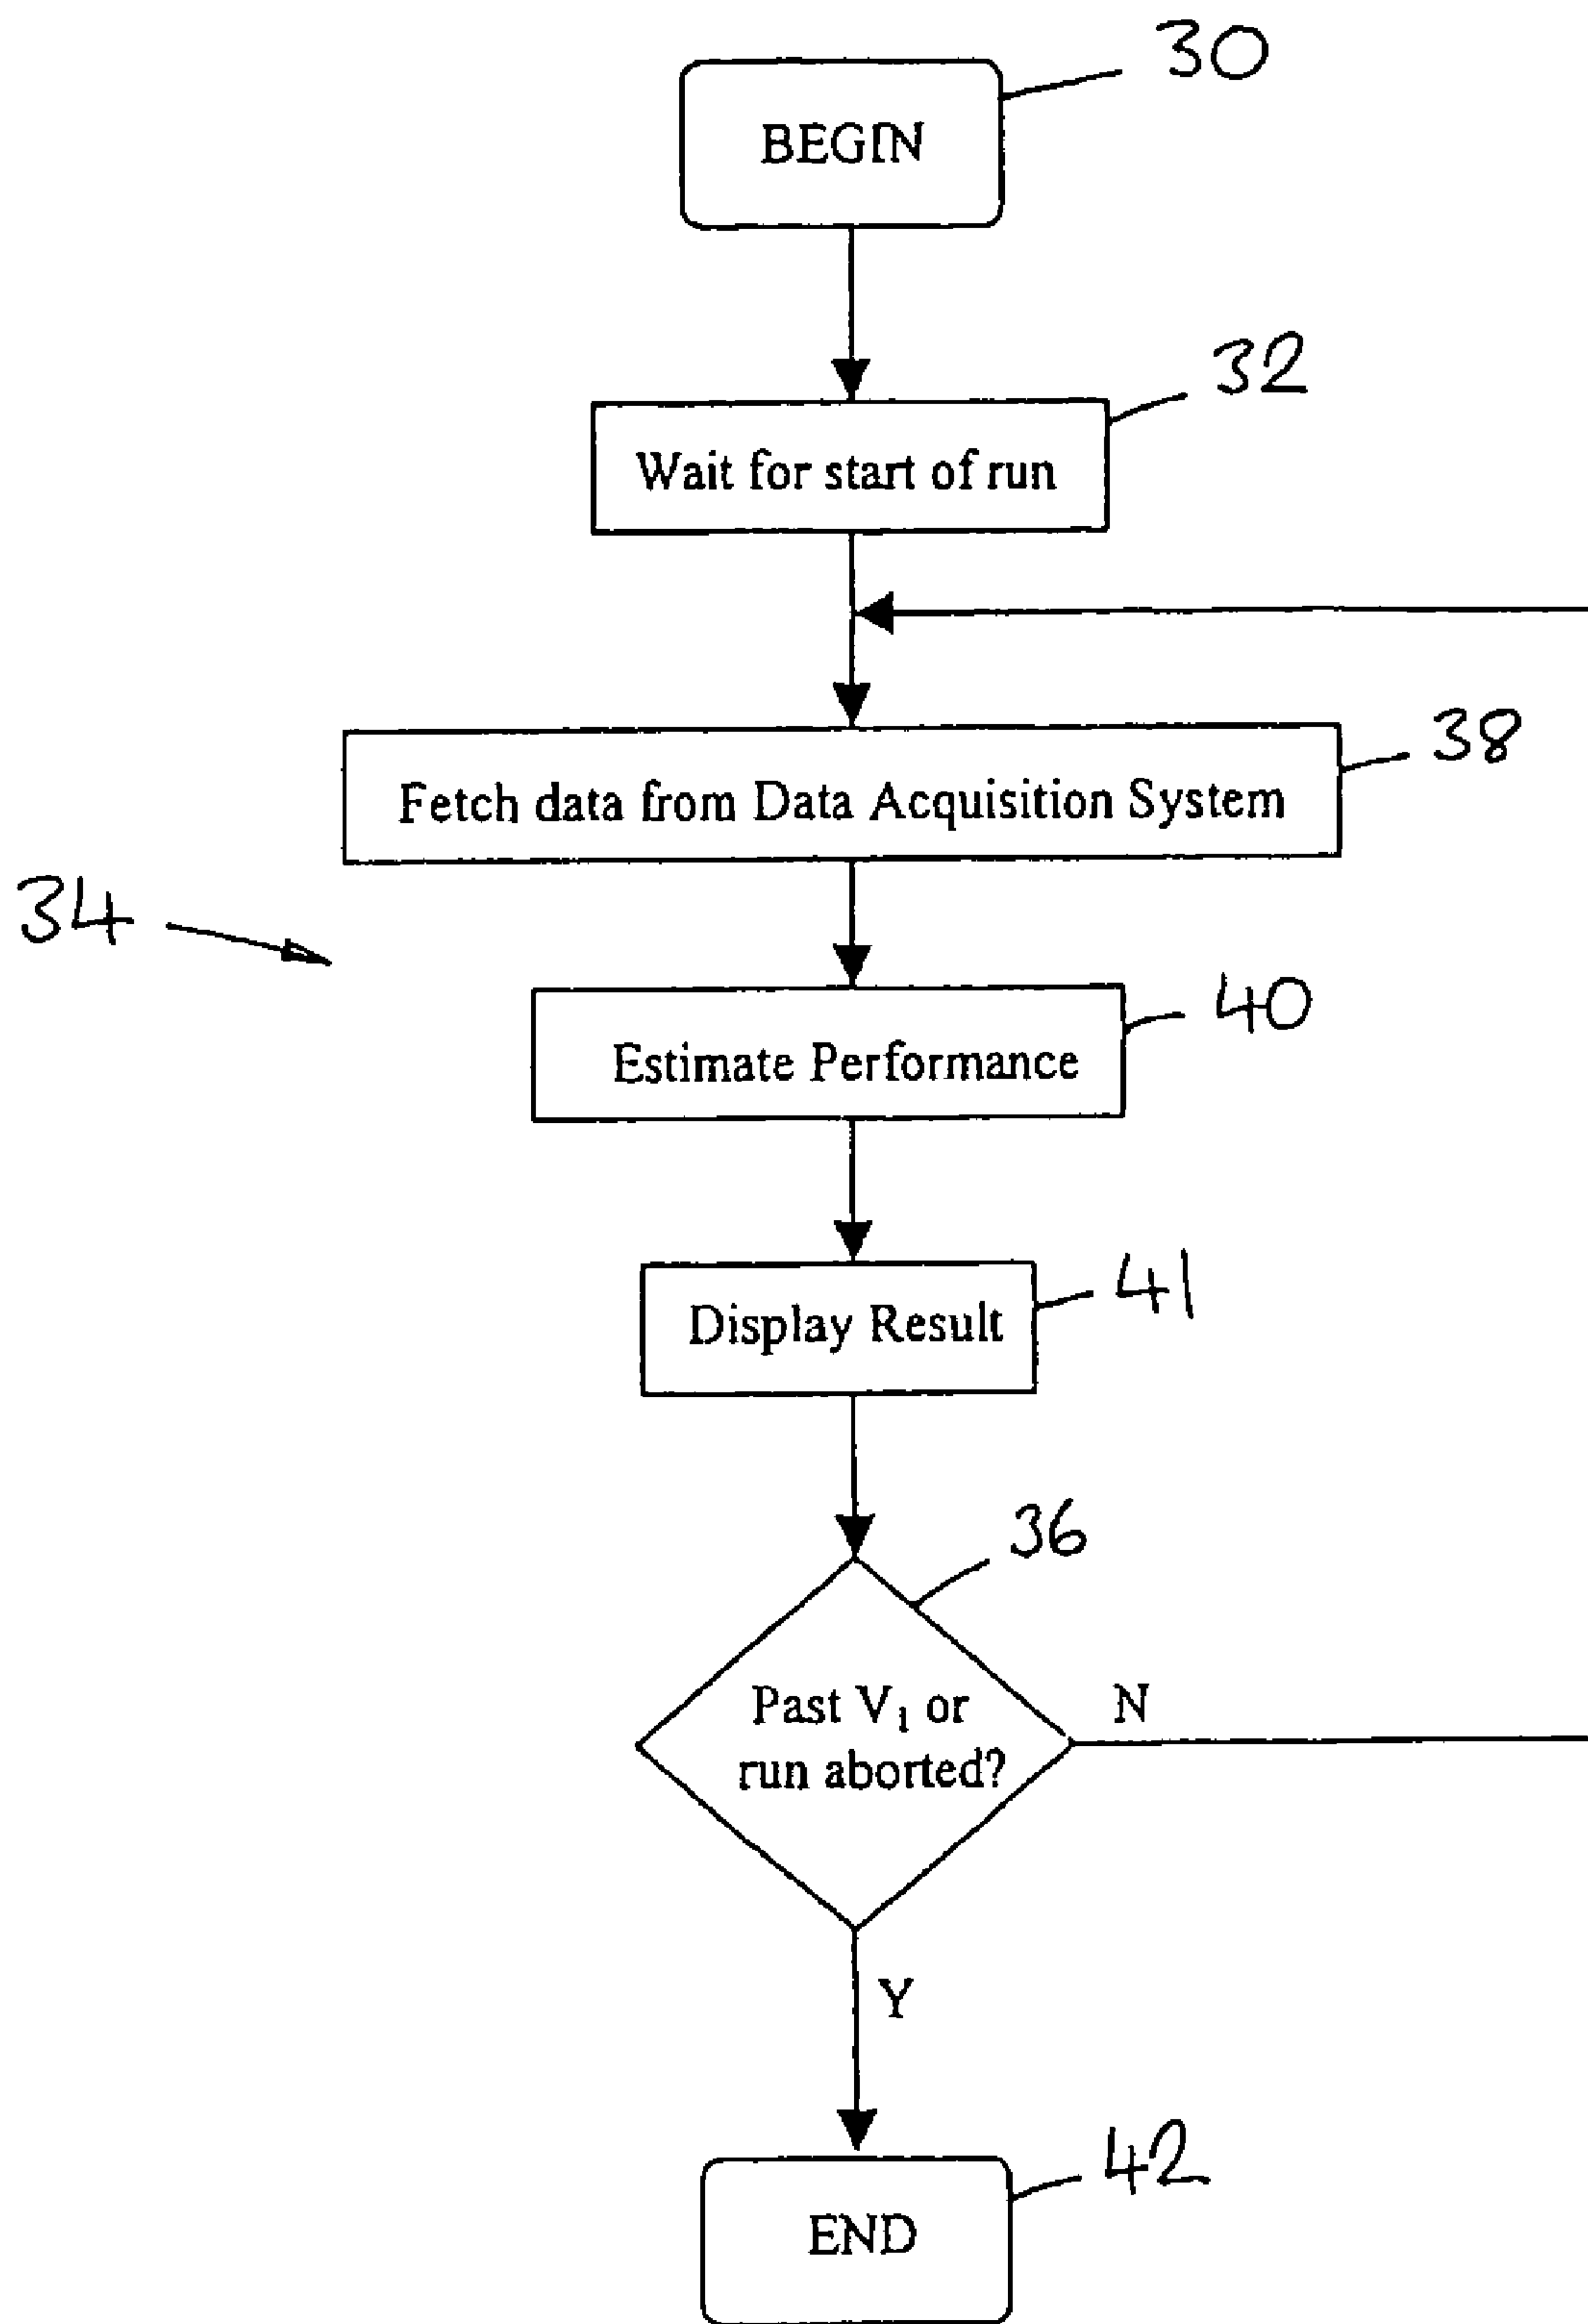 30
BEGIN
32
Wait for start of run
38
Fetch data from Data Acquisition System
34
40
Estimate Performance
41
Display Result
36
Past V₁ or
run aborted?
N
Y
42
END